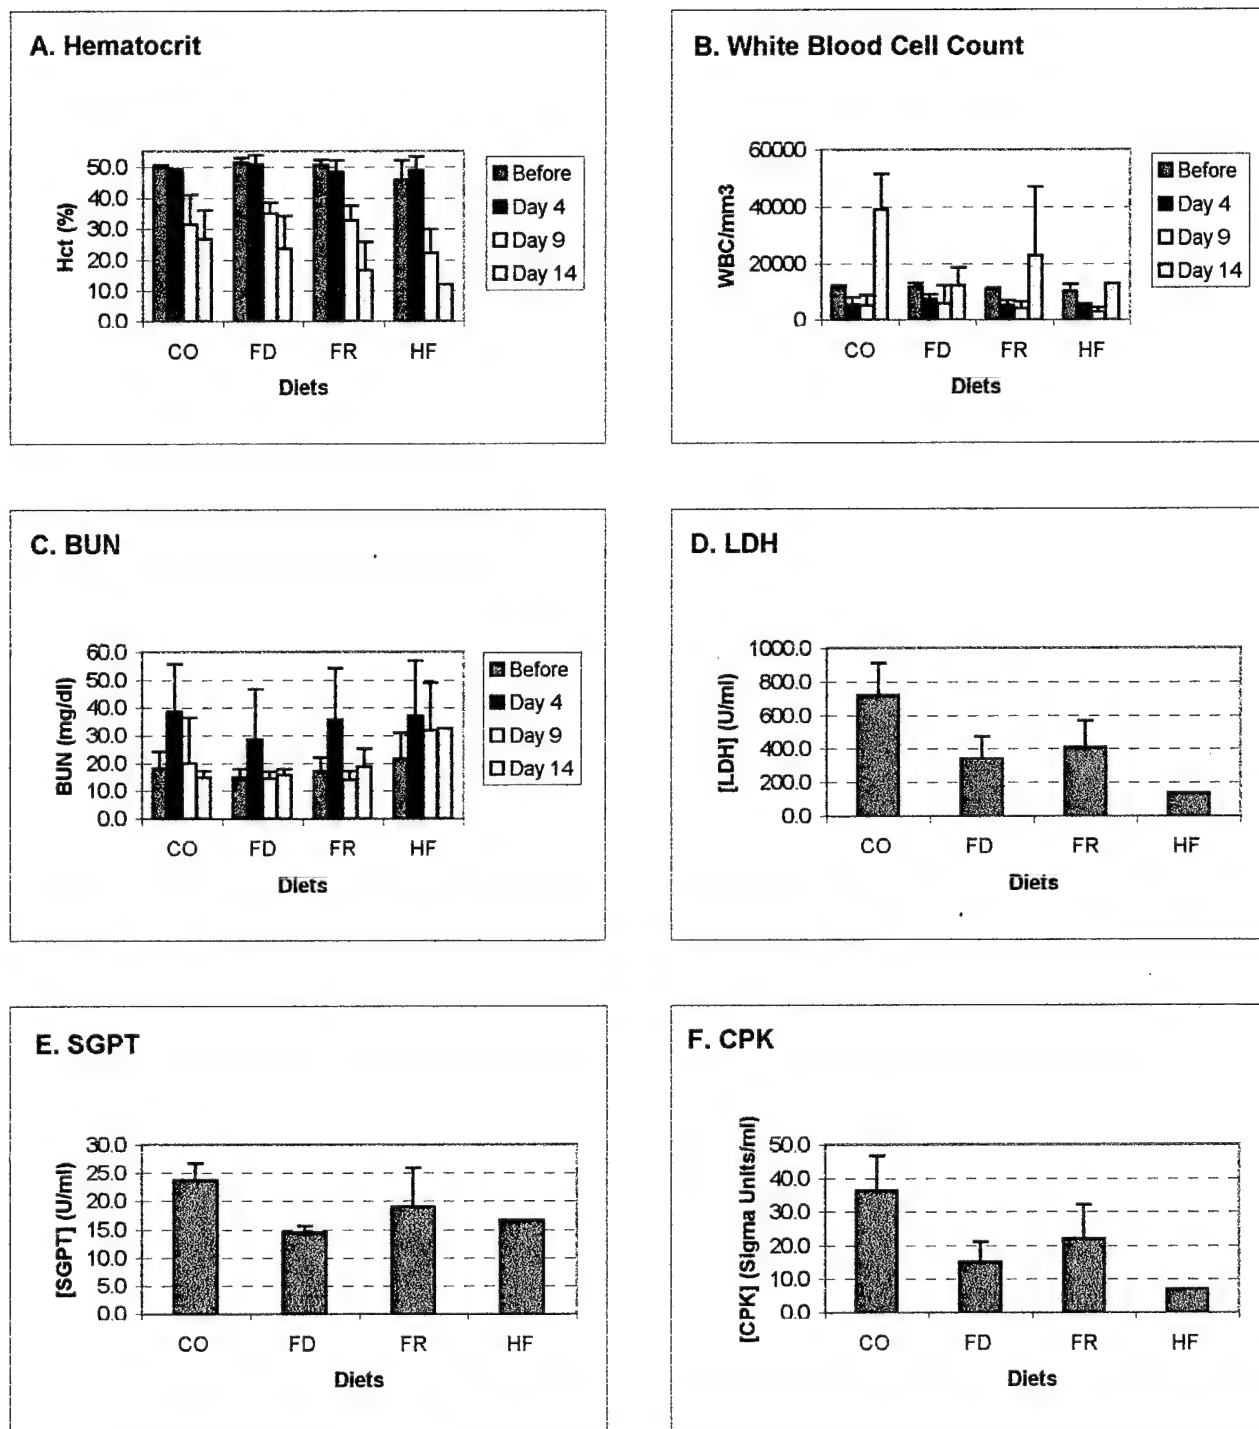 A. Hematocrit
Hct (%)
50.0
40.0
30.0
20.0
10.0
0.0
CO FD FR HF
Diets
Before
Day 4
Day 9
Day 14
B. White Blood Cell Count
WBC/mm3
60000
40000
20000
0
CO FD FR HF
Diets
Before
Day 4
Day 9
Day 14
C. BUN
BUN (mg/dl)
60.0
50.0
40.0
30.0
20.0
10.0
0.0
CO FD FR HF
Diets
Before
Day 4
Day 9
Day 14
D. LDH
[LDH] (U/ml)
1000.0
800.0
600.0
400.0
200.0
0.0
CO FD FR HF
Diets
E. SGPT
[SGPT] (U/ml)
30.0
25.0
20.0
15.0
10.0
5.0
0.0
CO FD FR HF
Diets
F. CPK
[CPK] (Sigma Units/ml)
50.0
40.0
30.0
20.0
10.0
0.0
CO FD FR HF
Diets